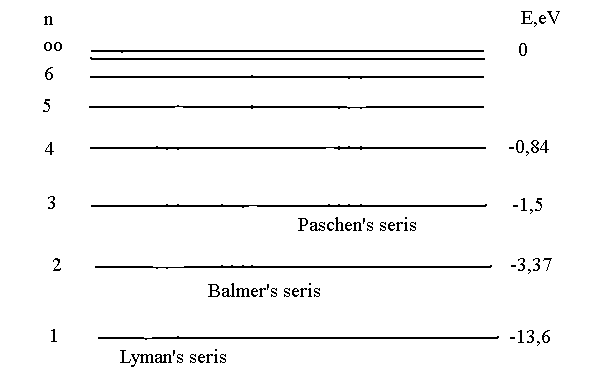 n E,eV
oo 0
6
5
4 -0,84
3 -1,5
Paschen's seris
2 -3,37
Balmer's seris
1 -13,6
Lyman's seris